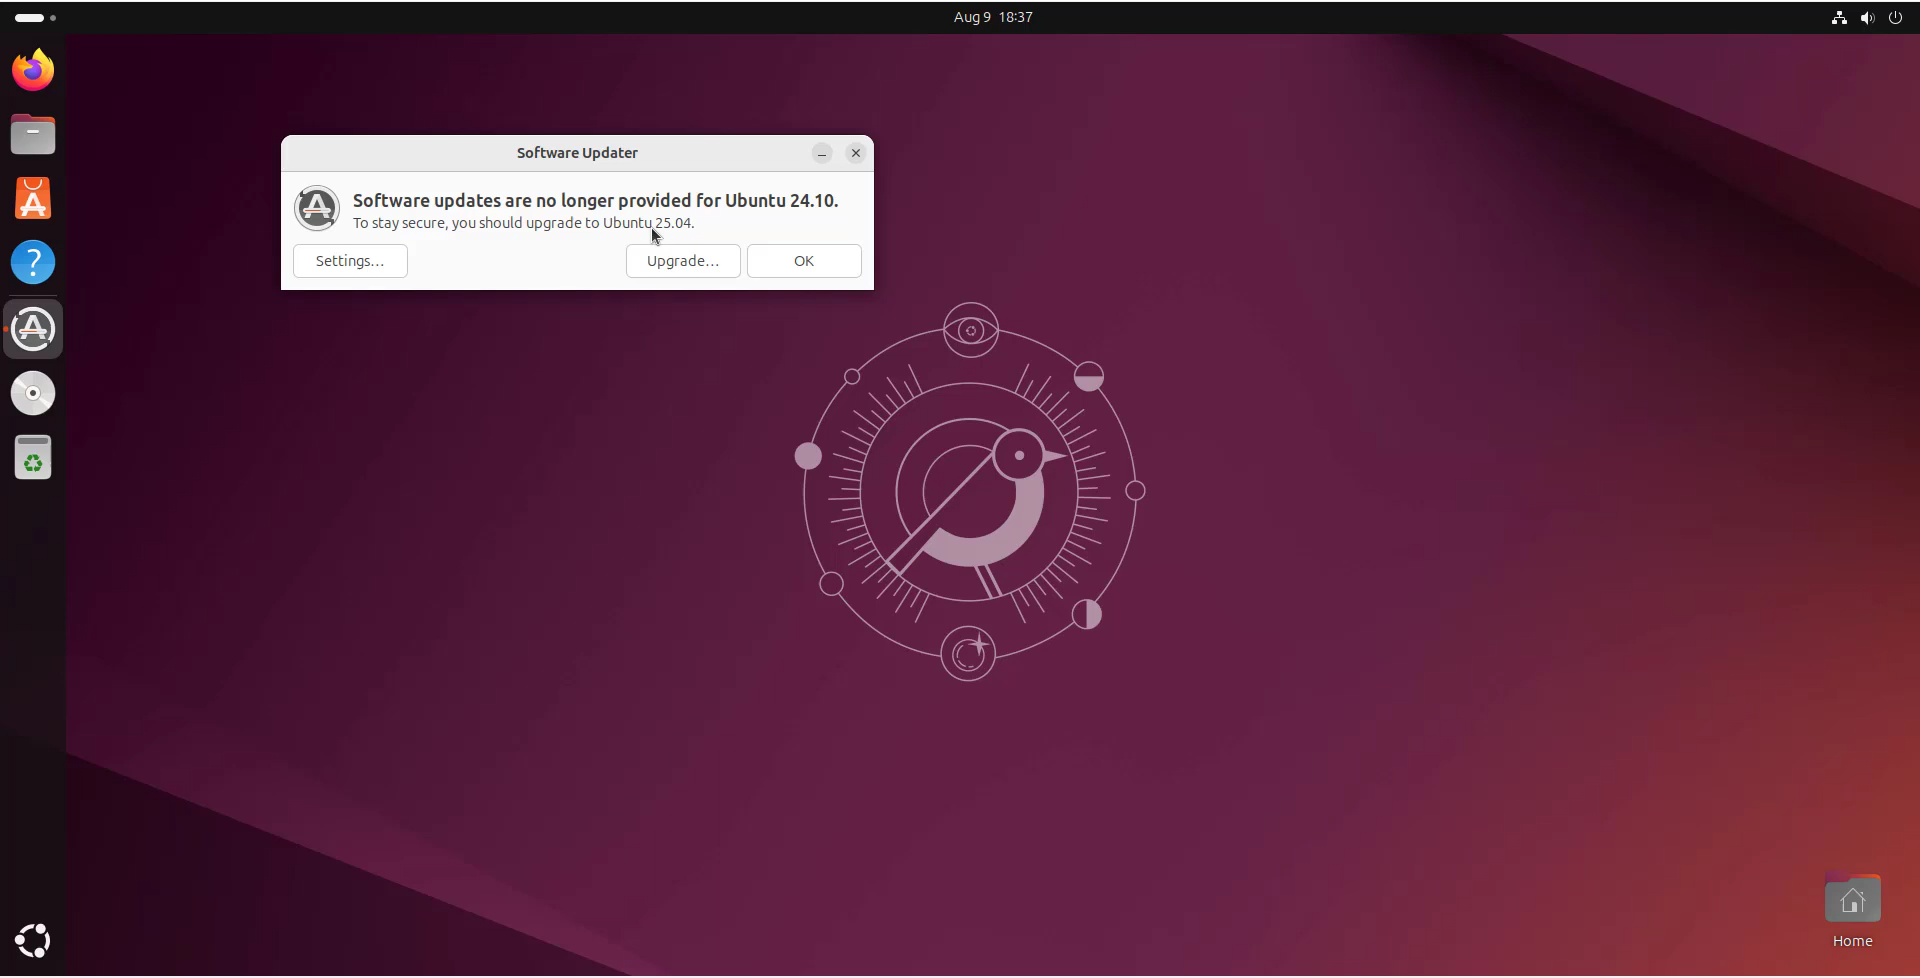 Aug 9 18:37
Software Updater
Software updates are no longer provided for Ubuntu 24.10.
To stay secure, you should upgrade to Ubuntu 25.04.
Settings…
Upgrade…
OK
Home